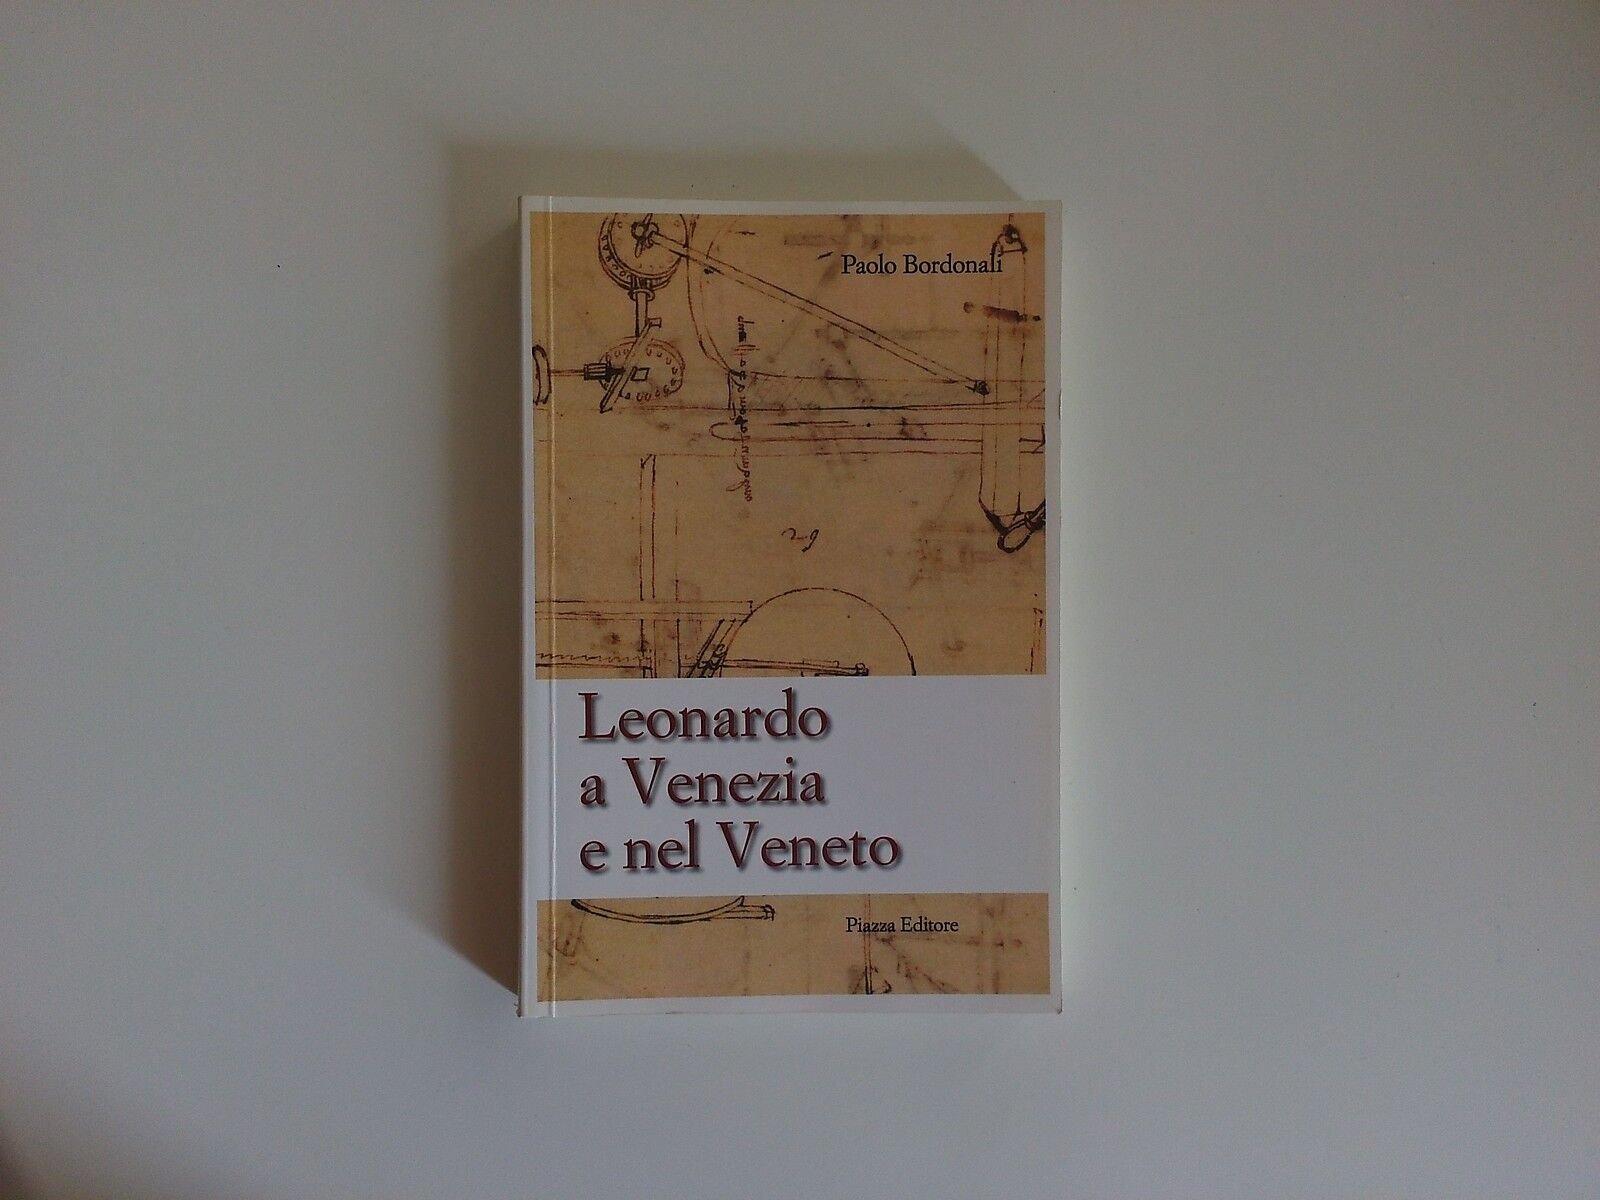 Paolo Bordonali
Leonardo
a Venezia
e nel Veneto
Piazza Editore